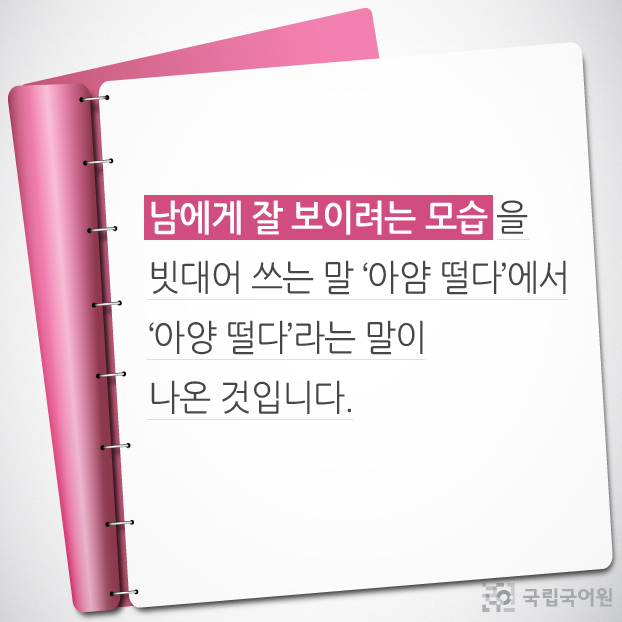 남에게 잘 보이려는 모습을
빗대어 쓰는 말 ‘아얌 떨다’에서
‘아양 떨다’라는 말이
나온 것입니다.
국립국어원